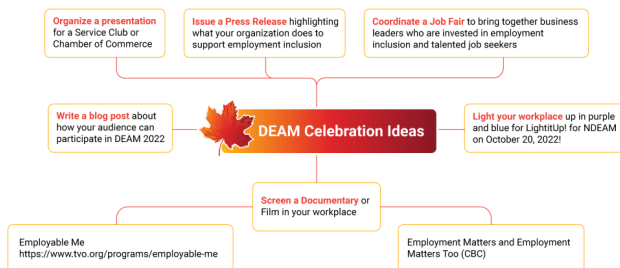 Organize a presentation
for a Service Club or
Chamber of Commerce
Issue a Press Release highlighting
what your organization does to
support employment inclusion
Coordinate a Job Fair to bring together business
leaders who are invested in employment
inclusion and talented job seekers
Write a blog post about
how your audience can
participate in DEAM 2022
DEAM Celebration Ideas
Light your workplace up in purple
and blue for LightitUp! for NDEAM
on October 20, 2022!
Screen a Documentary or
Film in your workplace
Employable Me
https://www.tvo.org/programs/employable-me
Employment Matters and Employment
Matters Too (CBC)